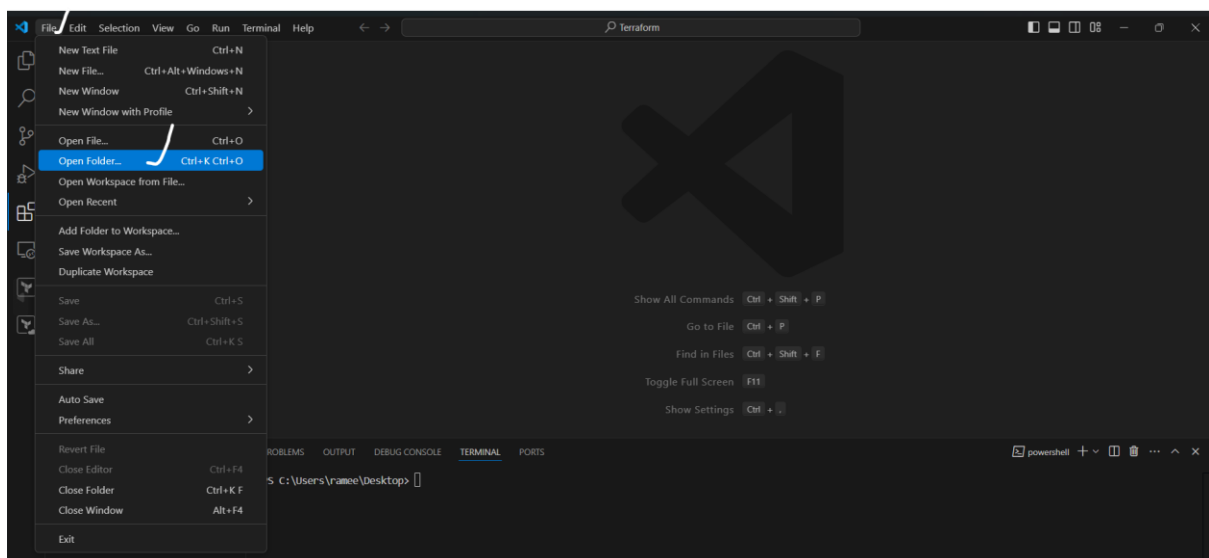 File Edit Selection View Go Run Terminal Help
Terraform
New Text File Ctrl+N
New File... Ctrl+Alt+Windows+N
New Window Ctrl+Shift+N
New Window with Profile
Open File... Ctrl+O
Open Folder... Ctrl+K Ctrl+O
Open Workspace from File...
Open Recent
Add Folder to Workspace...
Save Workspace As...
Duplicate Workspace
Save Ctrl+S
Save As... Ctrl+Shift+S
Save All Ctrl+K S
Share
Auto Save
Preferences
Revert File
Close Editor Ctrl+F4
Close Folder Ctrl+K F
Close Window Alt+F4
Exit
Show All Commands Ctrl + Shift + P
Go to File Ctrl + P
Find in Files Ctrl + Shift + F
Toggle Full Screen F11
Show Settings Ctrl + ,
ROBLEMS OUTPUT DEBUG CONSOLE TERMINAL PORTS
powershell
S C:\Users\ramee\Desktop>